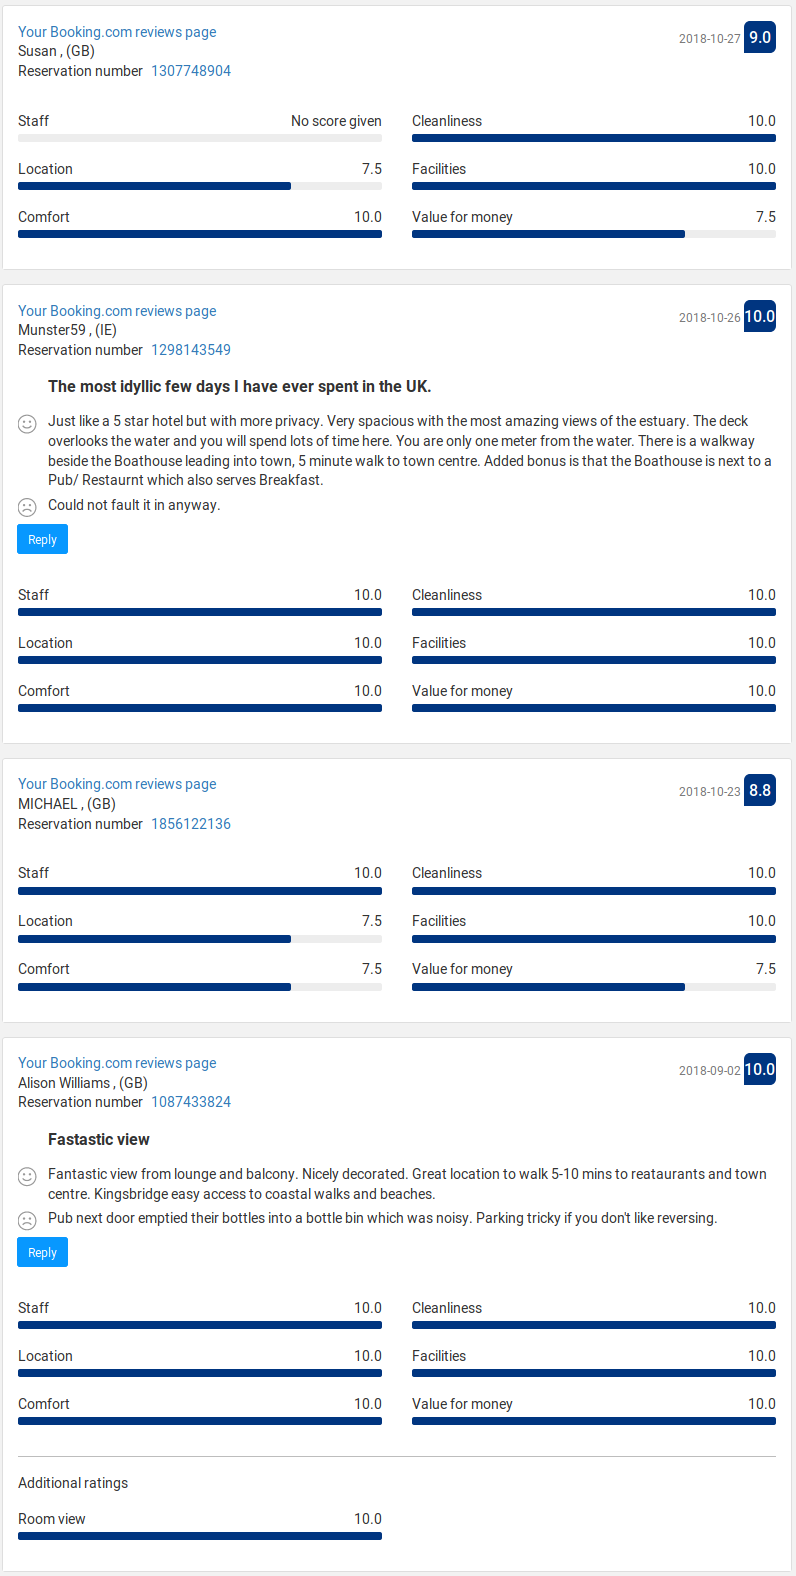 Your Booking.com reviews page
Susan , (GB)
2018-10-27 9.0
Reservation number 1307748904
Staff No score given
Cleanliness 10.0
Location 7.5
Facilities 10.0
Comfort 10.0
Value for money 7.5
Your Booking.com reviews page
Munster59 , (IE)
2018-10-26 10.0
Reservation number 1298143549
The most idyllic few days I have ever spent in the UK.
Just like a 5 star hotel but with more privacy. Very spacious with the most amazing views of the estuary. The deck
overlooks the water and you will spend lots of time here. You are only one meter from the water. There is a walkway
beside the Boathouse leading into town, 5 minute walk to town centre. Added bonus is that the Boathouse is next to a
Pub/ Restaurnt which also serves Breakfast.
Could not fault it in anyway.
Reply
Staff 10.0
Cleanliness 10.0
Location 10.0
Facilities 10.0
Comfort 10.0
Value for money 10.0
Your Booking.com reviews page
MICHAEL , (GB)
2018-10-23 8.8
Reservation number 1856122136
Staff 10.0
Cleanliness 10.0
Location 7.5
Facilities 10.0
Comfort 7.5
Value for money 7.5
Your Booking.com reviews page
Alison Williams , (GB)
2018-09-02 10.0
Reservation number 1087433824
Fastastic view
Fantastic view from lounge and balcony. Nicely decorated. Great location to walk 5-10 mins to reataurants and town
centre. Kingsbridge easy access to coastal walks and beaches.
Pub next door emptied their bottles into a bottle bin which was noisy. Parking tricky if you don't like reversing.
Reply
Staff 10.0
Cleanliness 10.0
Location 10.0
Facilities 10.0
Comfort 10.0
Value for money 10.0
Additional ratings
Room view 10.0